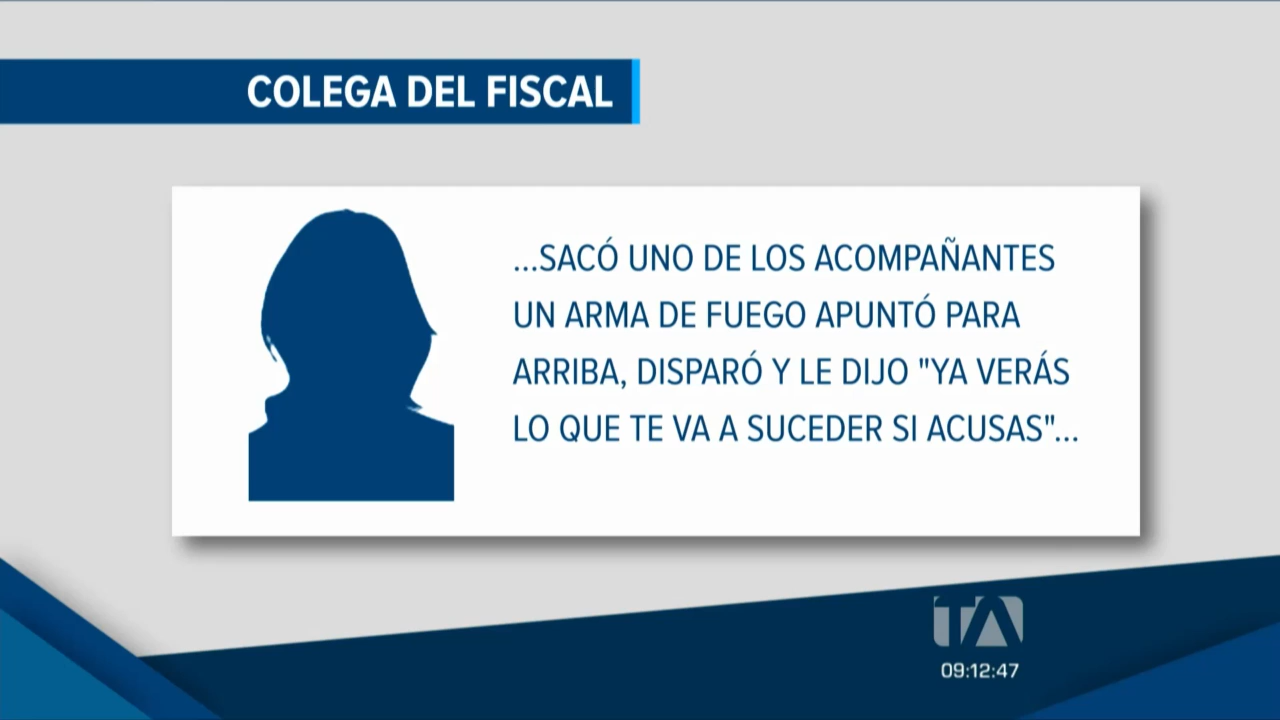 COLEGA DEL FISCAL
...SACÓ UNO DE LOS ACOMPAÑANTES
UN ARMA DE FUEGO APUNTÓ PARA
ARRIBA, DISPARÓ Y LE DIJO "YA VERÁS
LO QUE TE VA A SUCEDER SI ACUSAS"...
TA
09:12:47